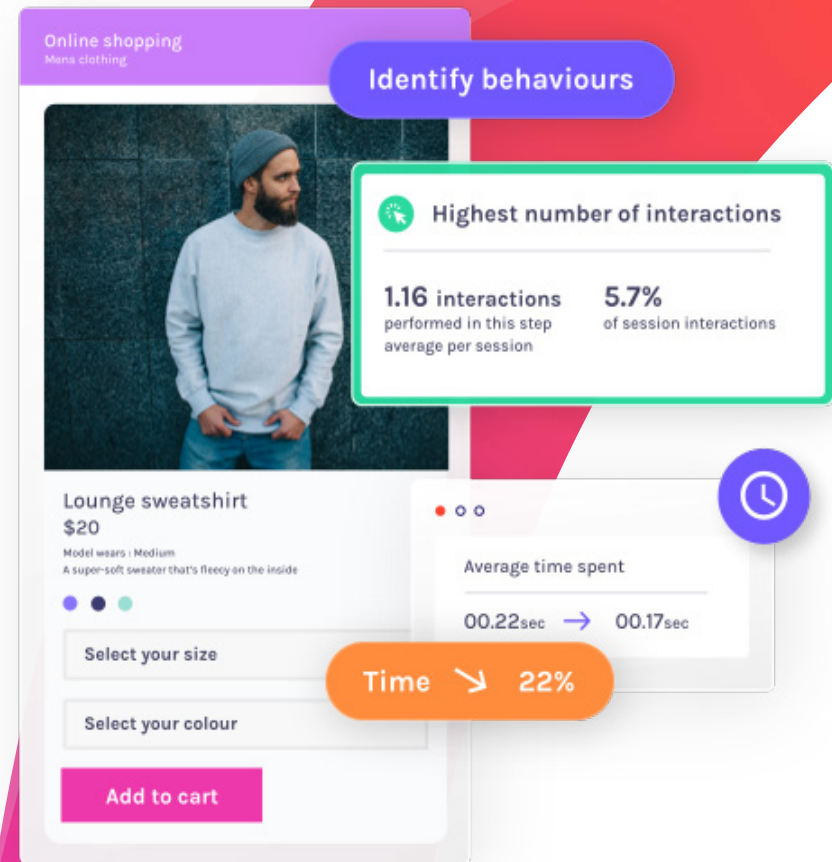 Online shopping
Mens clothing
Identify behaviours
Highest number of interactions
1.16 interactions
performed in this step
average per session
5.7%
of session interactions
Lounge sweatshirt
$20
Model wears : Medium
A super-soft sweater that's fleecy on the inside
Average time spent
00.22sec → 00.17sec
Select your size
Time ↘ 22%
Select your colour
Add to cart